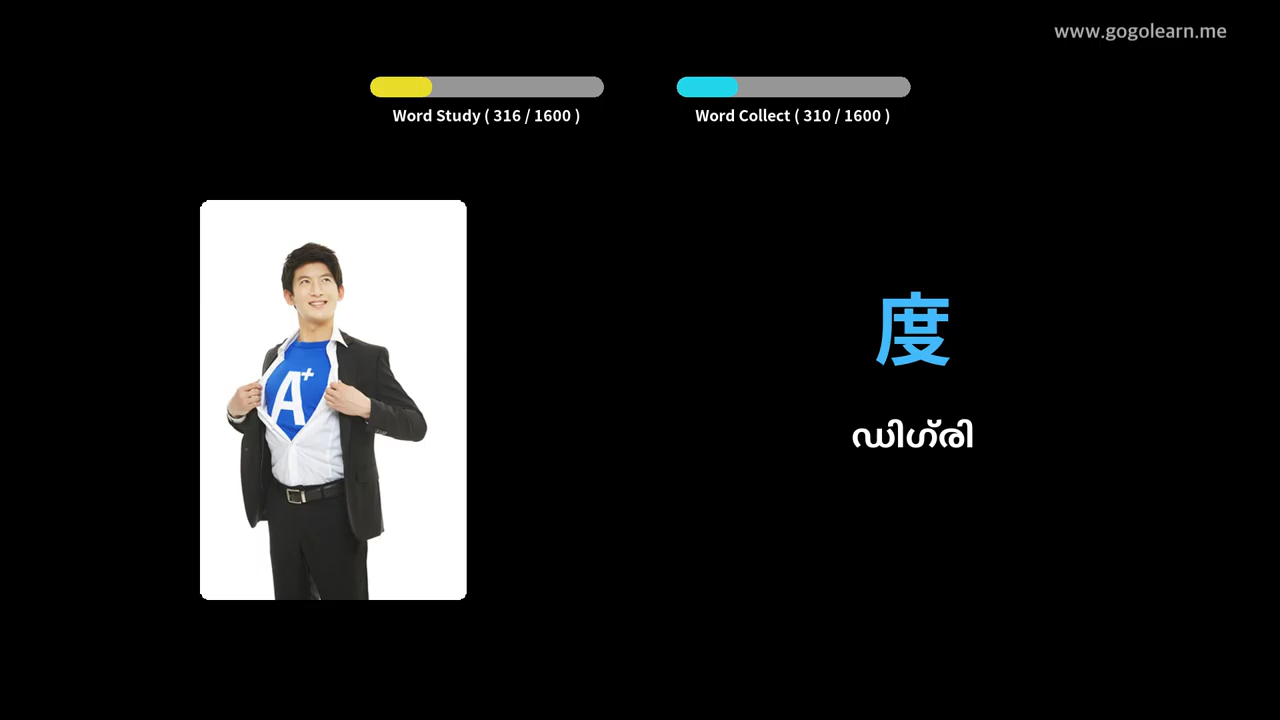 www.gogolearn.me
Word Study ( 316 / 1600 )
Word Collect ( 310 / 1600 )
A+
度
ഡിഗ്രി